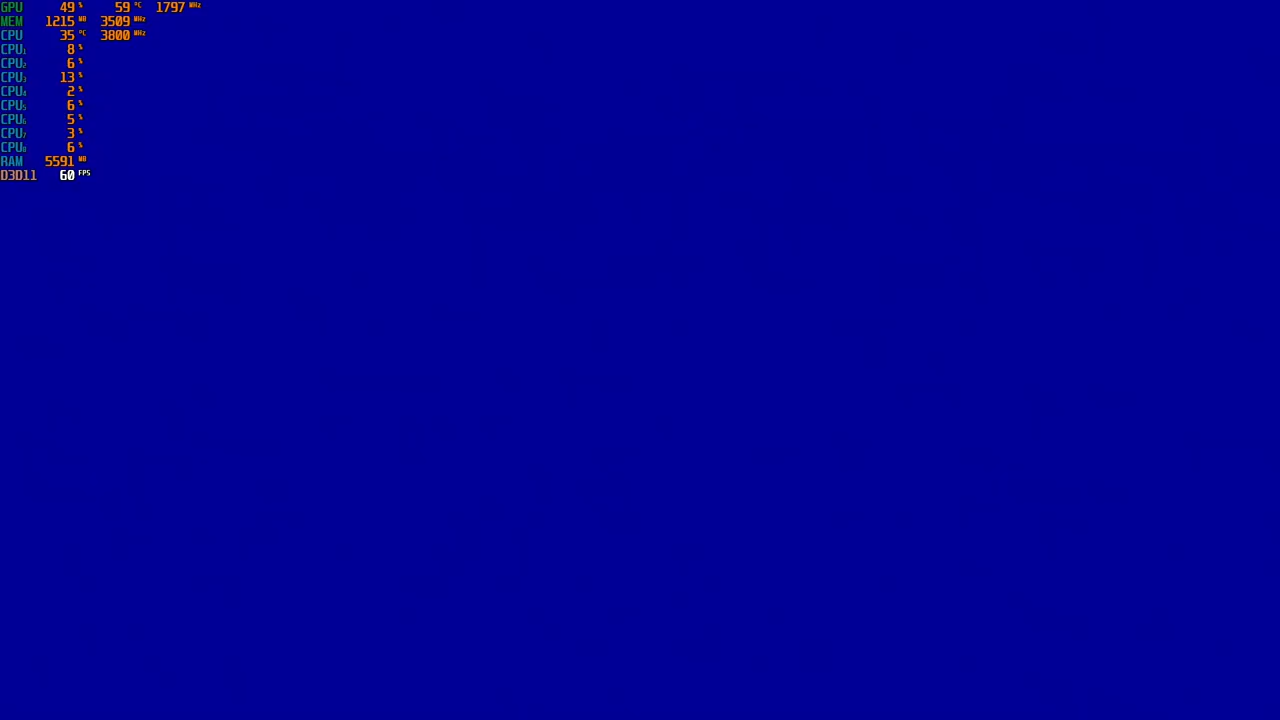 GPU 49 % 59 °C 1797 MHz
MEM 1215 MB 3509 MHz
CPU 35 °C 3800 MHz
CPU1 8 %
CPU2 6 %
CPU3 13 %
CPU4 2 %
CPU5 6 %
CPU6 5 %
CPU7 3 %
CPU8 6 %
RAM 5591 MB
D3D11 60 FPS